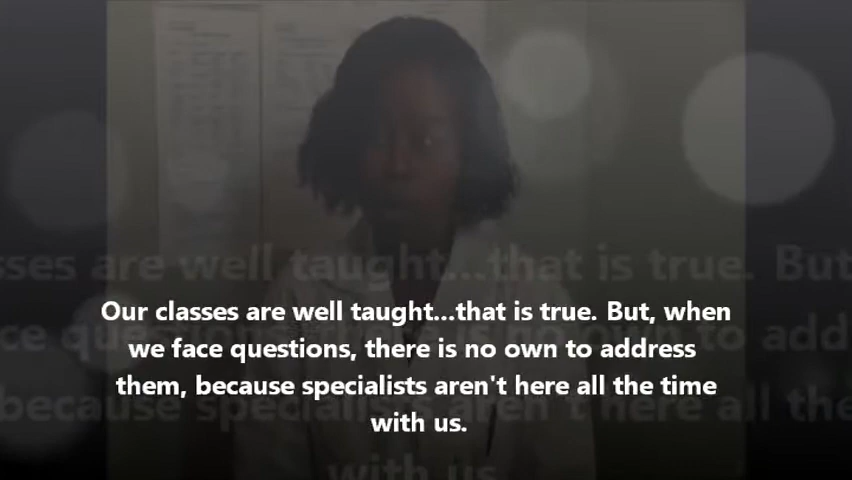 Our classes are well taught...that is true. But, when
we face questions, there is no own to address
them, because specialists aren't here all the time
with us.